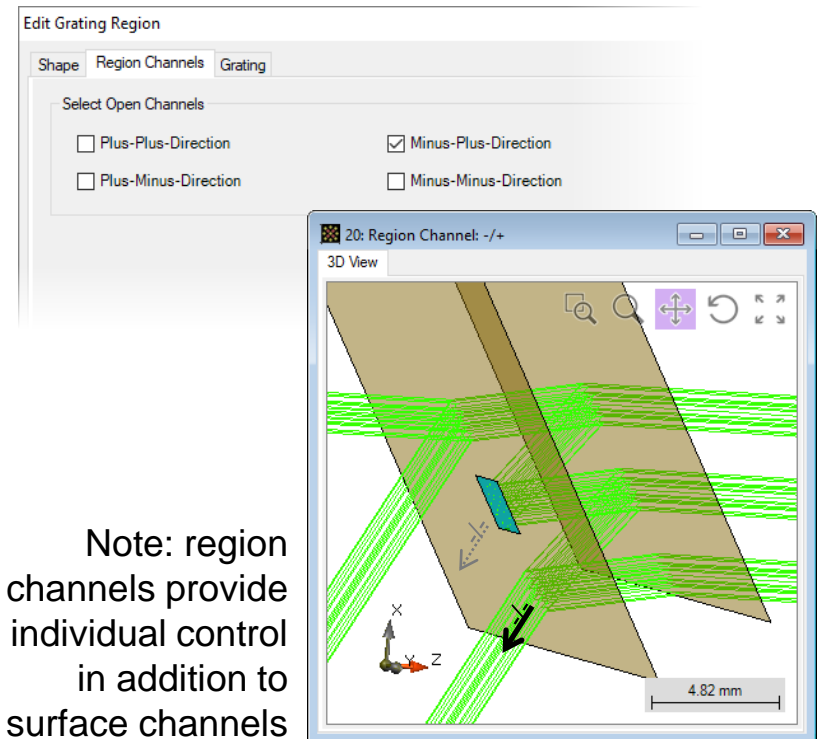 Edit Grating Region
Shape Region Channels Grating
Select Open Channels
Plus-Plus-Direction Minus-Plus-Direction
Plus-Minus-Direction Minus-Minus-Direction
20: Region Channel: -/+
3D View
X
Y Z
4.82 mm
Note: region
channels provide
individual control
in addition to
surface channels